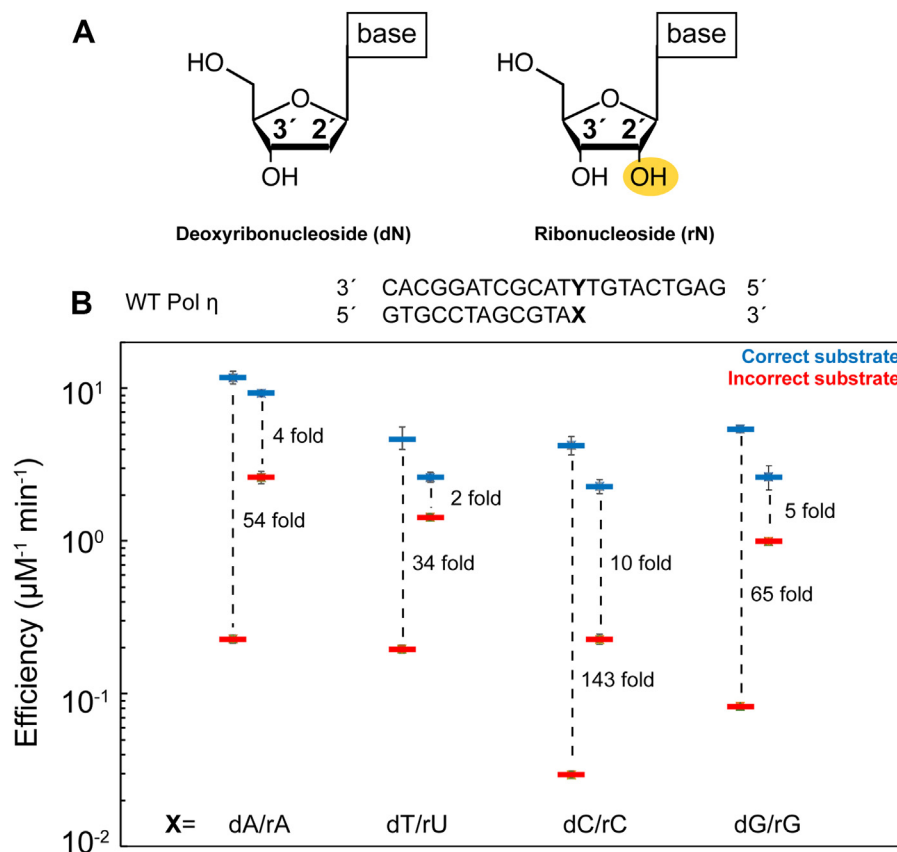 A
base
base
HO
HO
O
O
3´ 2´
3´ 2´
OH
OH
OH
Deoxyribonucleoside (dN)
Ribonucleoside (rN)
B
WT Pol η
3´ CACGGATCGCATYTGTACTGAG 5´
5´ GTGCCTAGCGTAX 3´
Correct substrate
Incorrect substrate
Efficiency (µM⁻¹ min⁻¹)
10¹
10⁰
10⁻¹
10⁻²
4 fold
54 fold
2 fold
34 fold
10 fold
143 fold
5 fold
65 fold
X= dA/rA dT/rU dC/rC dG/rG